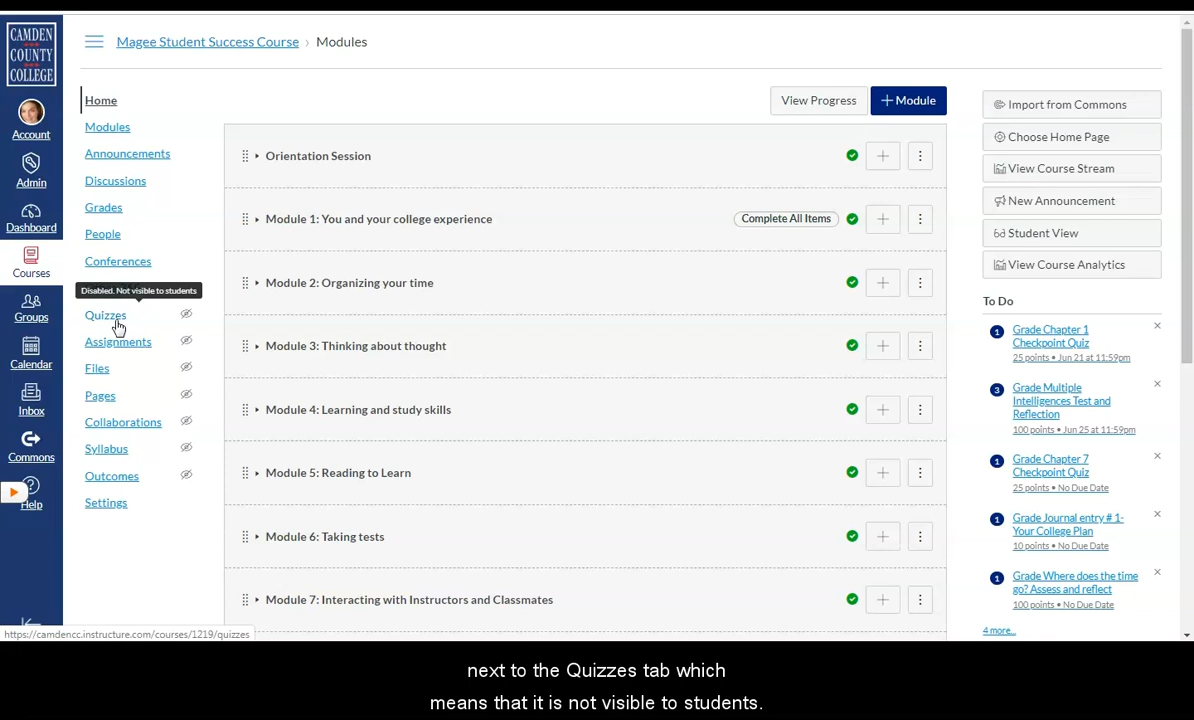 CAMDEN
COUNTY
COLLEGE
Account
Admin
Dashboard
Courses
Groups
Calendar
Inbox
Commons
Help
Magee Student Success Course › Modules
Home
Modules
Announcements
Discussions
Grades
People
Conferences
Disabled. Not visible to students
Quizzes
Assignments
Files
Pages
Collaborations
Syllabus
Outcomes
Settings
View Progress
+ Module
Orientation Session
Module 1: You and your college experience
Complete All Items
Module 2: Organizing your time
Module 3: Thinking about thought
Module 4: Learning and study skills
Module 5: Reading to Learn
Module 6: Taking tests
Module 7: Interacting with Instructors and Classmates
Import from Commons
Choose Home Page
View Course Stream
New Announcement
Student View
View Course Analytics
To Do
1 Grade Chapter 1
Checkpoint Quiz
25 points • Jun 21 at 11:59pm
3 Grade Multiple
Intelligences Test and
Reflection
100 points • Jun 25 at 11:59pm
1 Grade Chapter 7
Checkpoint Quiz
25 points • No Due Date
1 Grade Journal entry # 1-
Your College Plan
10 points • No Due Date
1 Grade Where does the time
go? Assess and reflect
100 points • No Due Date
4 more...
https://camdencc.instructure.com/courses/1219/quizzes
next to the Quizzes tab which
means that it is not visible to students.